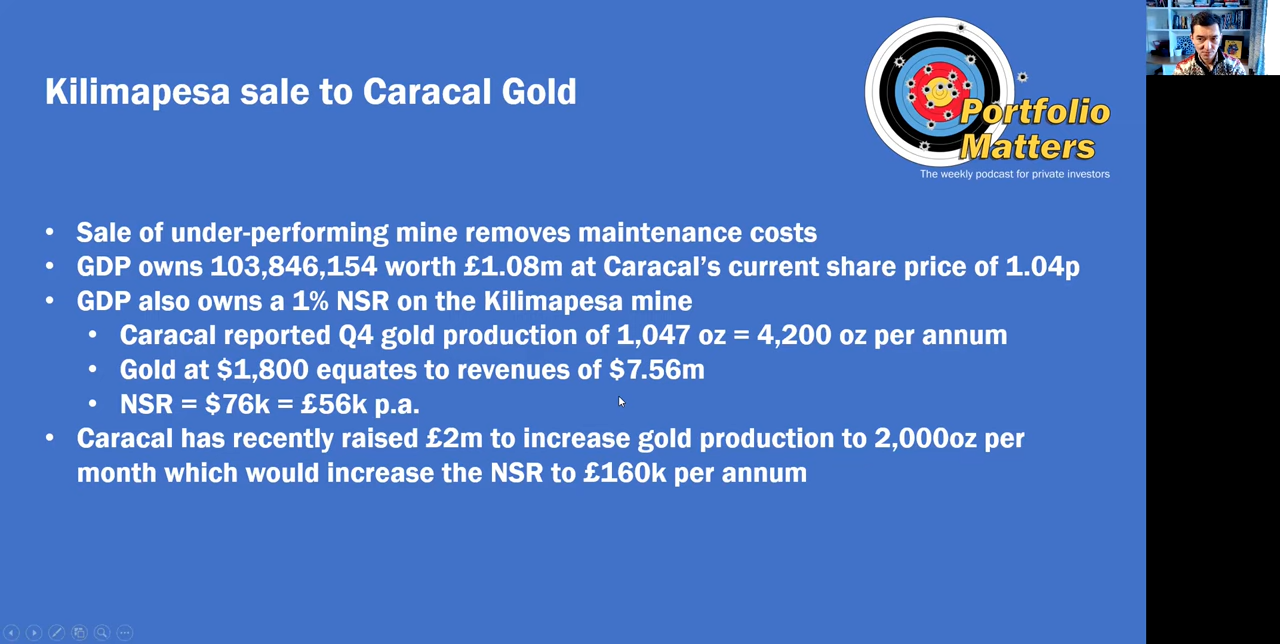 Kilimapesa sale to Caracal Gold
Portfolio
Matters
The weekly podcast for private investors
• Sale of under-performing mine removes maintenance costs
• GDP owns 103,846,154 worth £1.08m at Caracal's current share price of 1.04p
• GDP also owns a 1% NSR on the Kilimapesa mine
• Caracal reported Q4 gold production of 1,047 oz = 4,200 oz per annum
• Gold at $1,800 equates to revenues of $7.56m
• NSR = $76k = £56k p.a.
• Caracal has recently raised £2m to increase gold production to 2,000oz per
month which would increase the NSR to £160k per annum